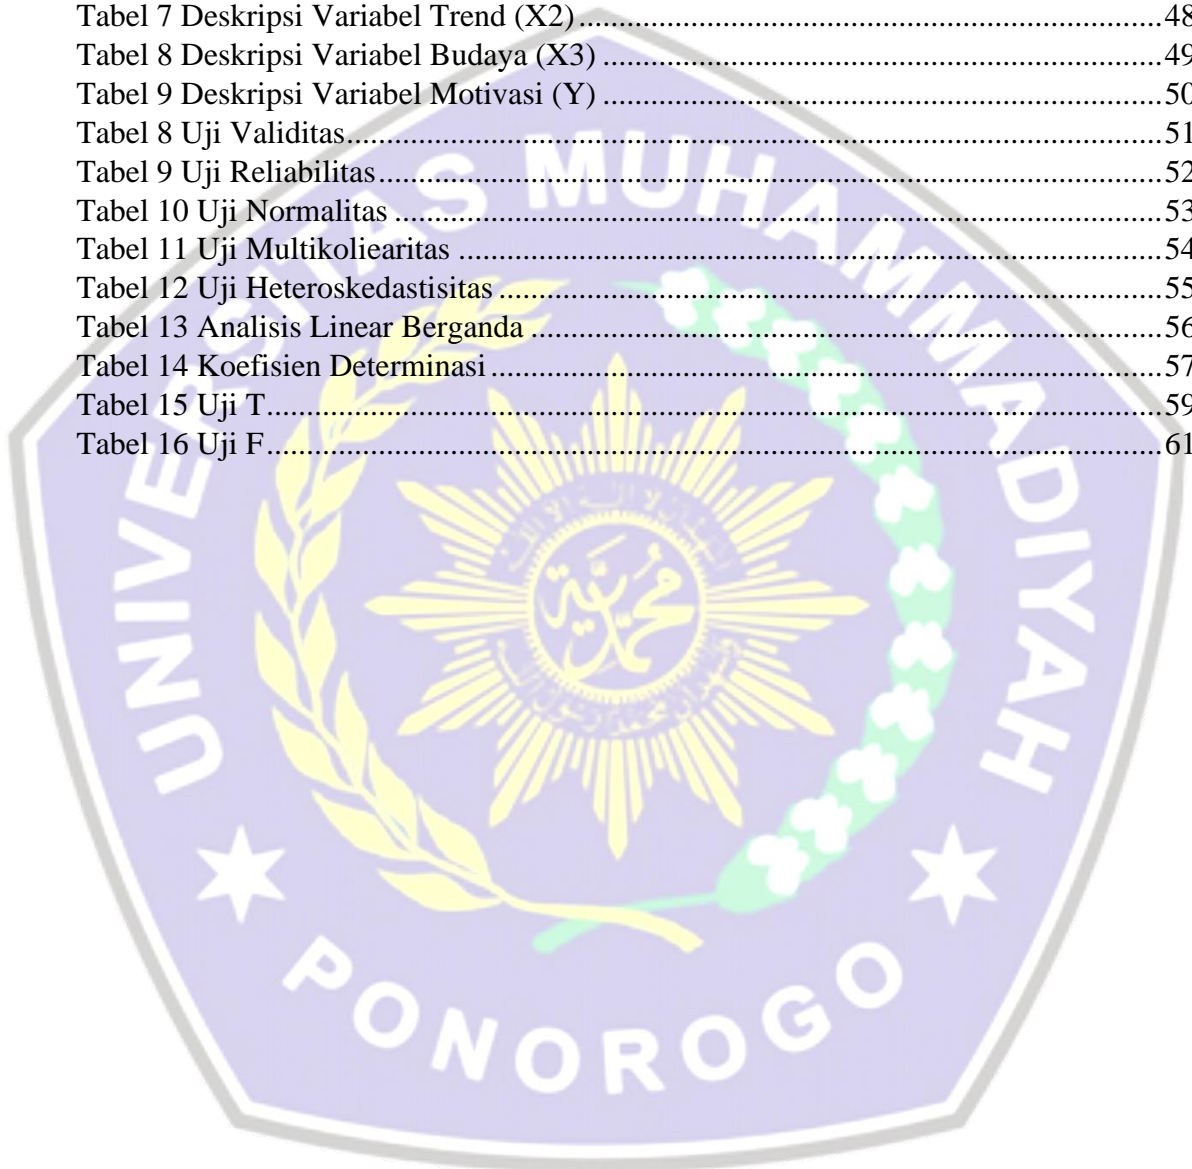 Tabel 7 Deskripsi Variabel Trend (X2)........................................................................48
Tabel 8 Deskripsi Variabel Budaya (X3)....................................................................49
Tabel 9 Deskripsi Variabel Motivasi (Y)....................................................................50
Tabel 8 Uji Validitas....................................................................................................51
Tabel 9 Uji Reliabilitas................................................................................................52
Tabel 10 Uji Normalitas..............................................................................................53
Tabel 11 Uji Multikoliearitas......................................................................................54
Tabel 12 Uji Heteroskedastisitas.................................................................................55
Tabel 13 Analisis Linear Berganda.............................................................................56
Tabel 14 Koefisien Determinasi..................................................................................57
Tabel 15 Uji T..............................................................................................................59
Tabel 16 Uji F..............................................................................................................61
UNIVERSITAS MUHAMMADIYAH
محمدية
PONOROGO